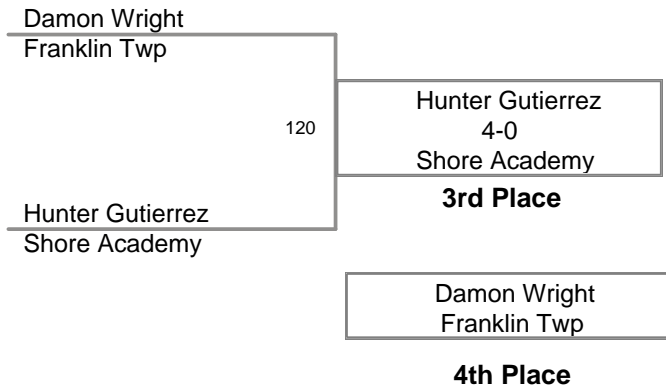 Damon Wright
Franklin Twp
120
Hunter Gutierrez
4-0
Shore Academy
3rd Place
Hunter Gutierrez
Shore Academy
Damon Wright
Franklin Twp
4th Place